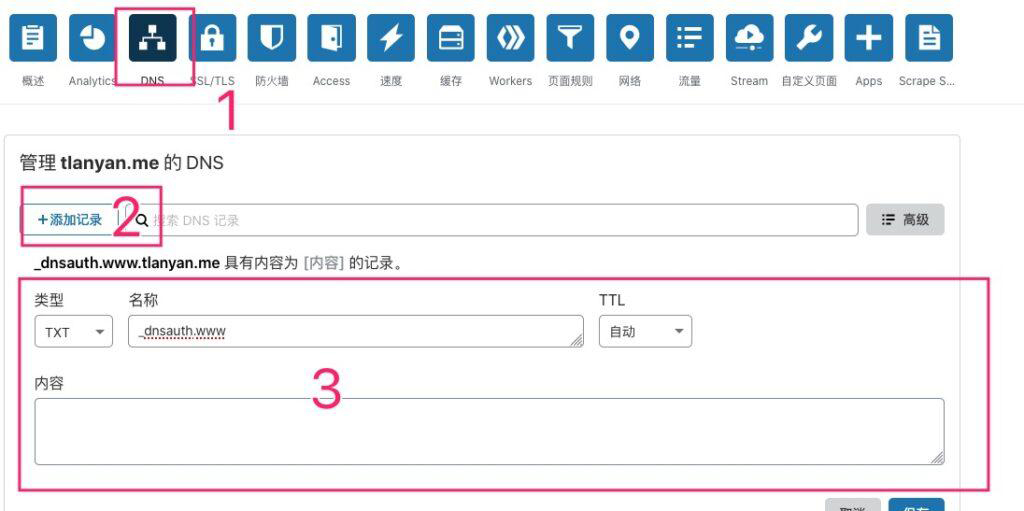 概述 Analytics DNS SSL/TLS 防火墙 Access 速度 缓存 Workers 页面规则 网络 流量 Stream 自定义页面 Apps Scrape S...
1
管理 tlanyan.me 的 DNS
+添加记录 2 搜索 DNS 记录 高级
_dnsauth.www.tlanyan.me 具有内容为 [内容] 的记录。
类型 名称 TTL
TXT _dnsauth.www 自动
内容
3
取消 保存